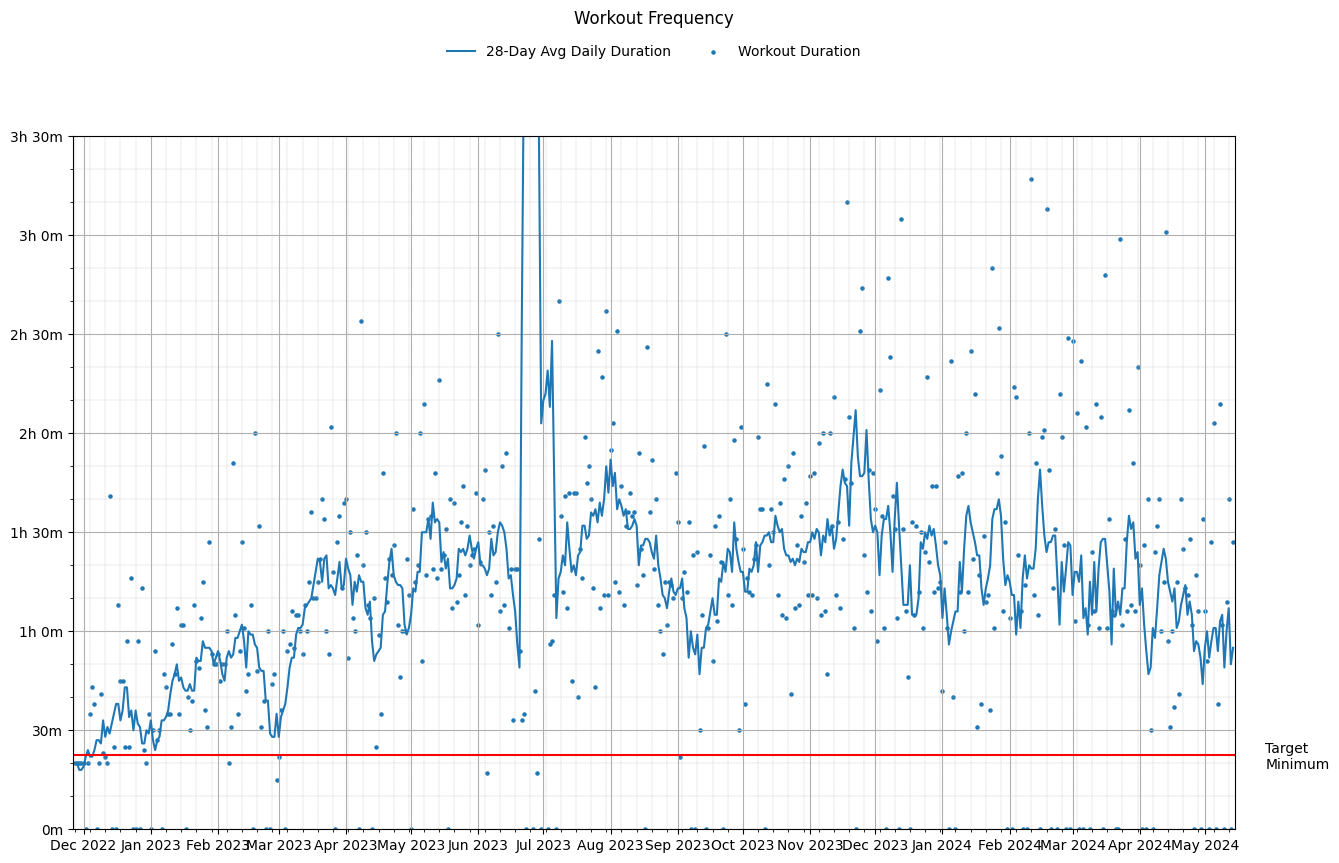 Workout Frequency
28-Day Avg Daily Duration
Workout Duration
3h 30m
3h 0m
2h 30m
2h 0m
1h 30m
1h 0m
30m
0m
Target
Minimum
Dec 2022 Jan 2023 Feb 2023 Mar 2023 Apr 2023 May 2023 Jun 2023 Jul 2023 Aug 2023 Sep 2023 Oct 2023 Nov 2023 Dec 2023 Jan 2024 Feb 2024 Mar 2024 Apr 2024 May 2024